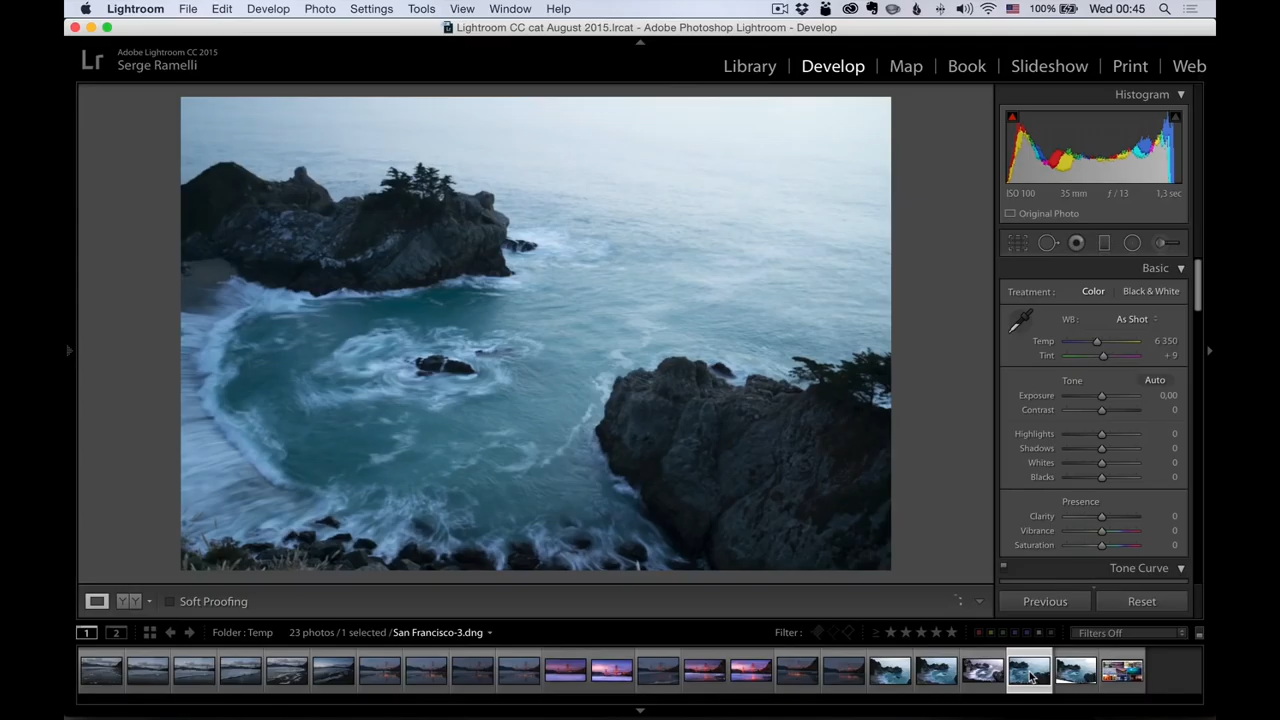 Lightroom File Edit Develop Photo Settings Tools View Window Help 100% Wed 00:45
Lightroom CC cat August 2015.lrcat - Adobe Photoshop Lightroom - Develop
Lr Adobe Lightroom CC 2015
Serge Ramelli
Library | Develop | Map | Book | Slideshow | Print | Web
Histogram
ISO 100 35 mm ƒ / 13 1,3 sec
Original Photo
Basic
Treatment : Color Black & White
WB : As Shot
Temp 6 350
Tint + 9
Tone Auto
Exposure 0,00
Contrast 0
Highlights 0
Shadows 0
Whites 0
Blacks 0
Presence
Clarity 0
Vibrance 0
Saturation 0
Tone Curve
Y Y Soft Proofing Previous Reset
1 2 Folder : Temp 23 photos / 1 selected / San Francisco-3.dng Filter : Filters Off